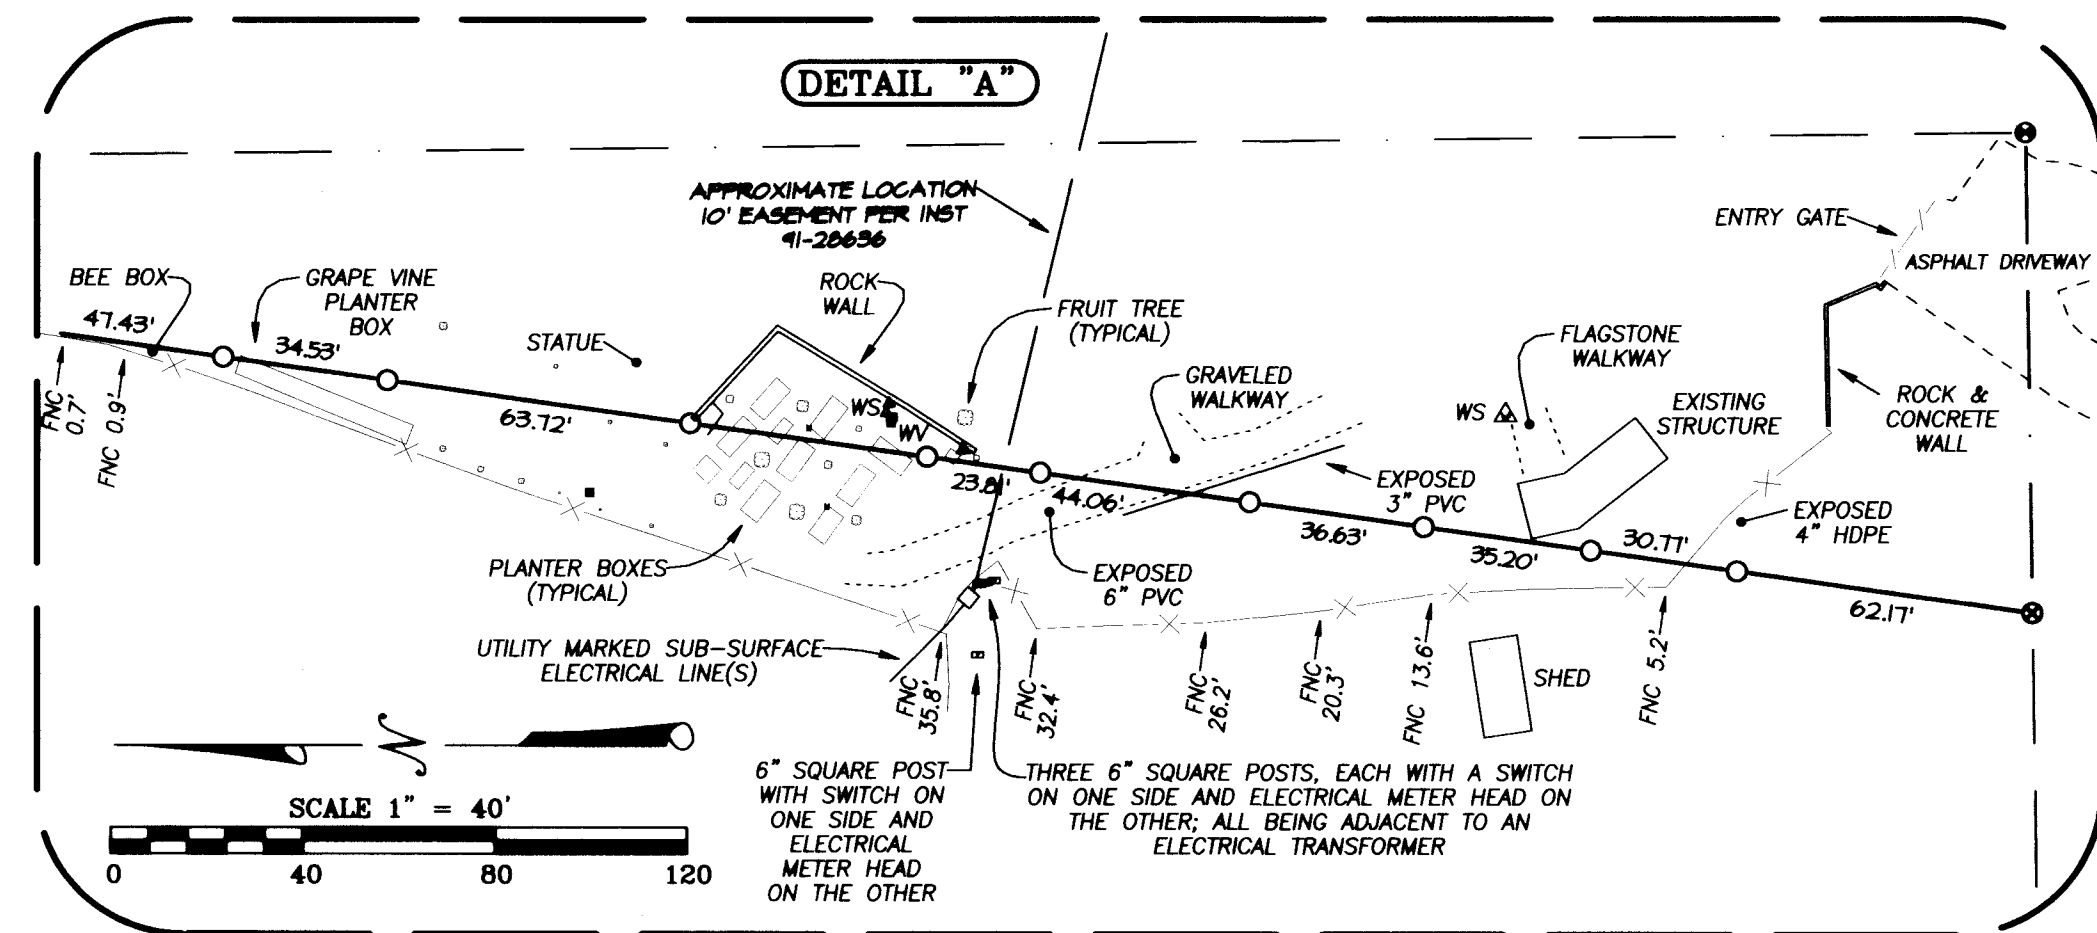 DETAIL "A"
APPROXIMATE LOCATION
10' EASEMENT PER INST
91-28636
ENTRY GATE
ASPHALT DRIVEWAY
BEE BOX
GRAPE VINE
PLANTER
BOX
ROCK
WALL
FRUIT TREE
(TYPICAL)
STATUE
FLAGSTONE
WALKWAY
GRAVELED
WALKWAY
EXISTING
STRUCTURE
ROCK &
CONCRETE
WALL
47.43'
34.53'
63.72'
WS
WV
23.81'
44.06'
36.63'
35.20'
30.77'
62.17'
WS
FNC
0.7'
FNC 0.9'
EXPOSED
3" PVC
EXPOSED
4" HDPE
PLANTER BOXES
(TYPICAL)
EXPOSED
6" PVC
UTILITY MARKED SUB-SURFACE
ELECTRICAL LINE(S)
FNC
35.8'
FNC
32.4'
FNC
26.2'
FNC
20.3'
FNC 13.6'
SHED
FNC 5.2'
6" SQUARE POST
WITH SWITCH ON
ONE SIDE AND
ELECTRICAL
METER HEAD
ON THE OTHER
THREE 6" SQUARE POSTS, EACH WITH A SWITCH
ON ONE SIDE AND ELECTRICAL METER HEAD ON
THE OTHER; ALL BEING ADJACENT TO AN
ELECTRICAL TRANSFORMER
SCALE 1" = 40'
0 40 80 120